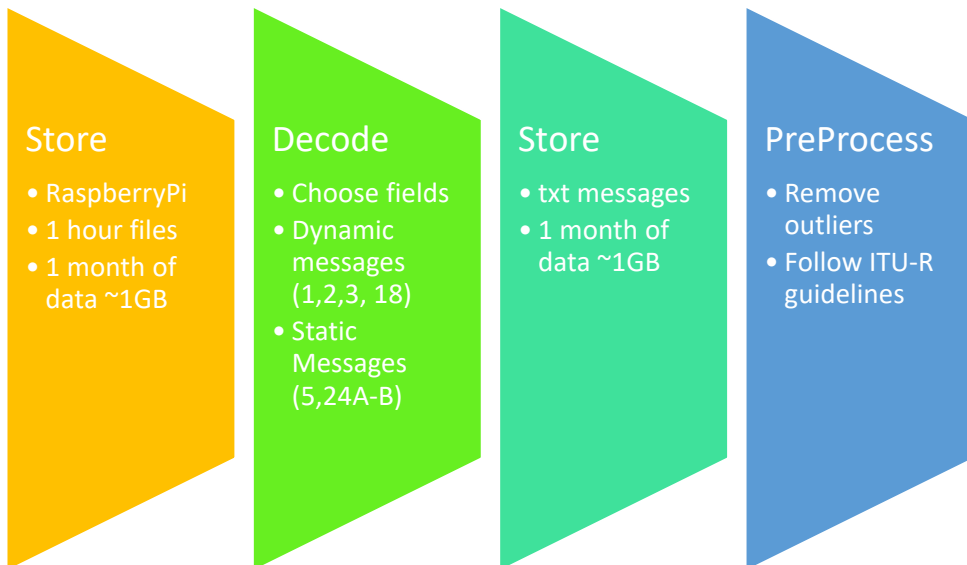 Store
• RaspberryPi
• 1 hour files
• 1 month of
data ~1GB
Decode
• Choose fields
• Dynamic
messages
(1,2,3, 18)
• Static
Messages
(5,24A-B)
Store
• txt messages
• 1 month of
data ~1GB
PreProcess
• Remove
outliers
• Follow ITU-R
guidelines